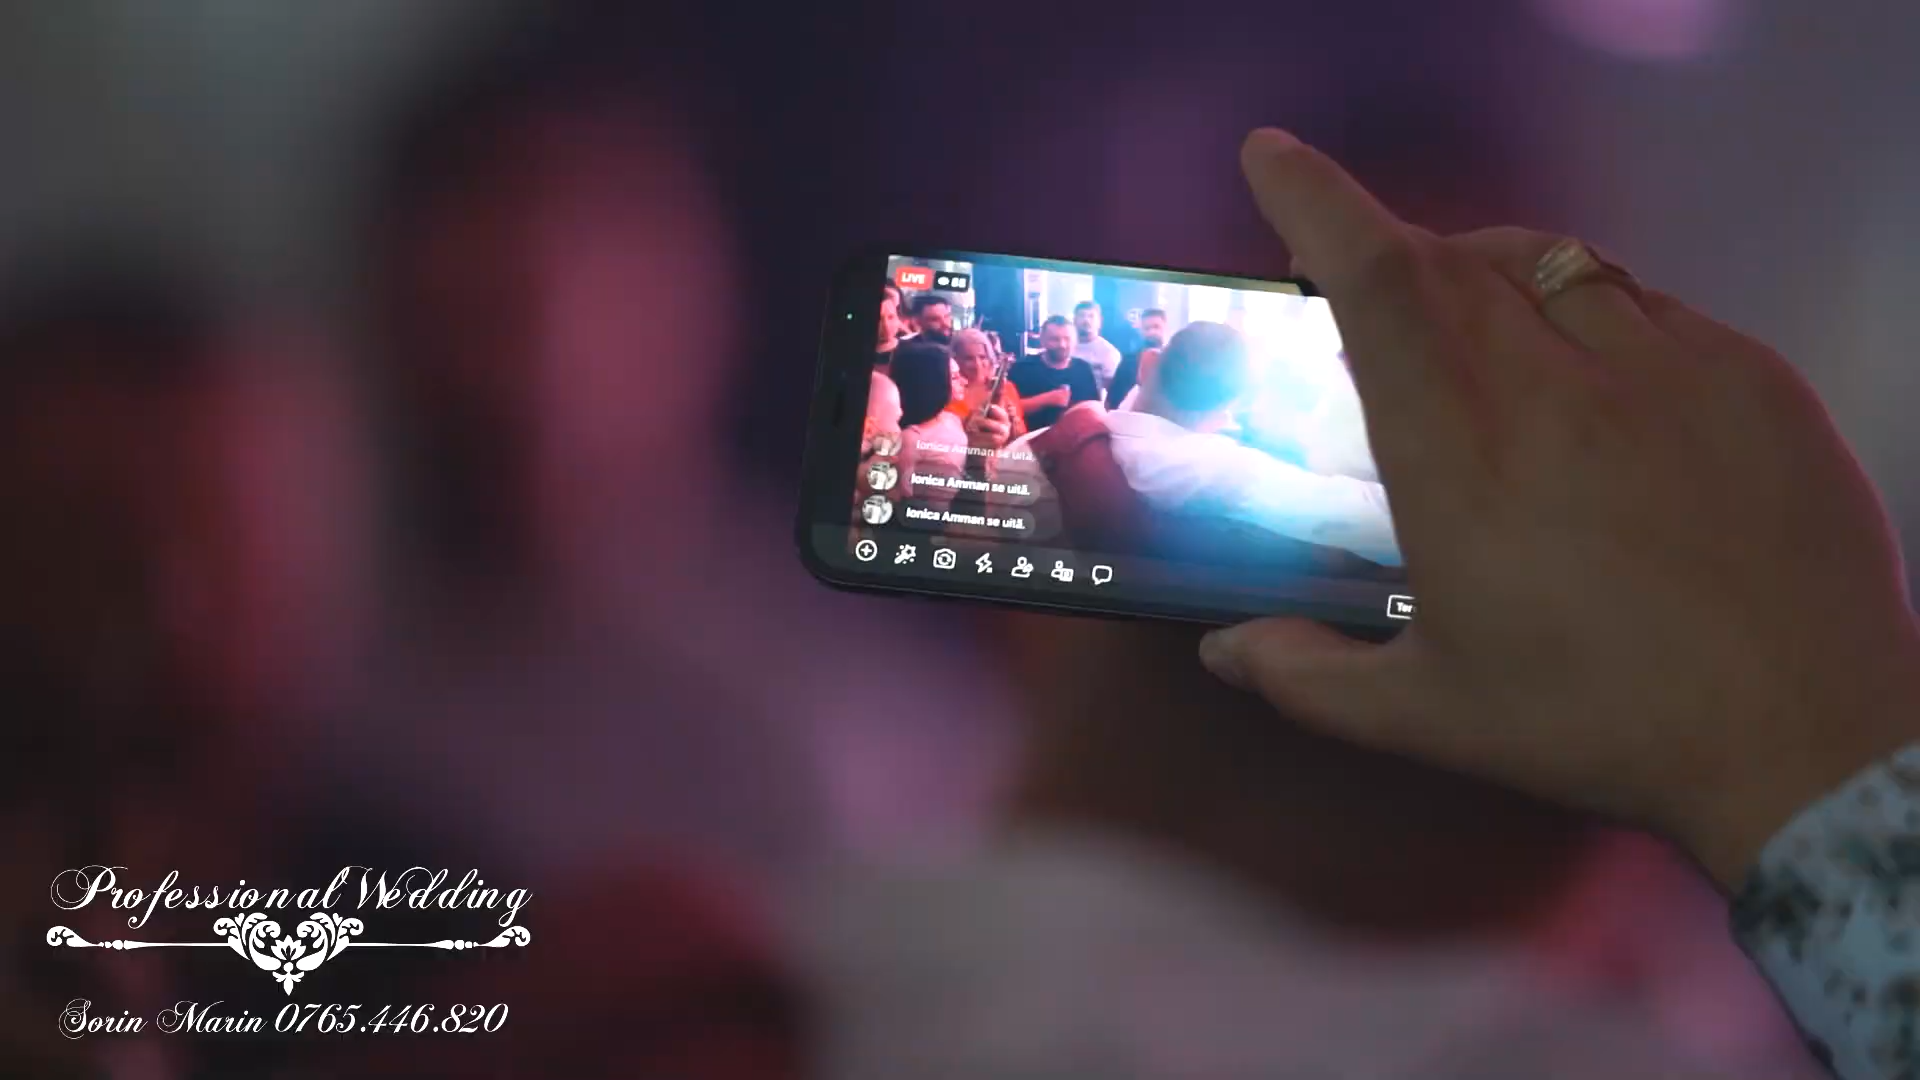 LIVE
Ionica Amman se uită.
Ionica Amman se uită.
Ionica Amman se uită.
Professional Wedding
Sorin Marin 0765.446.820